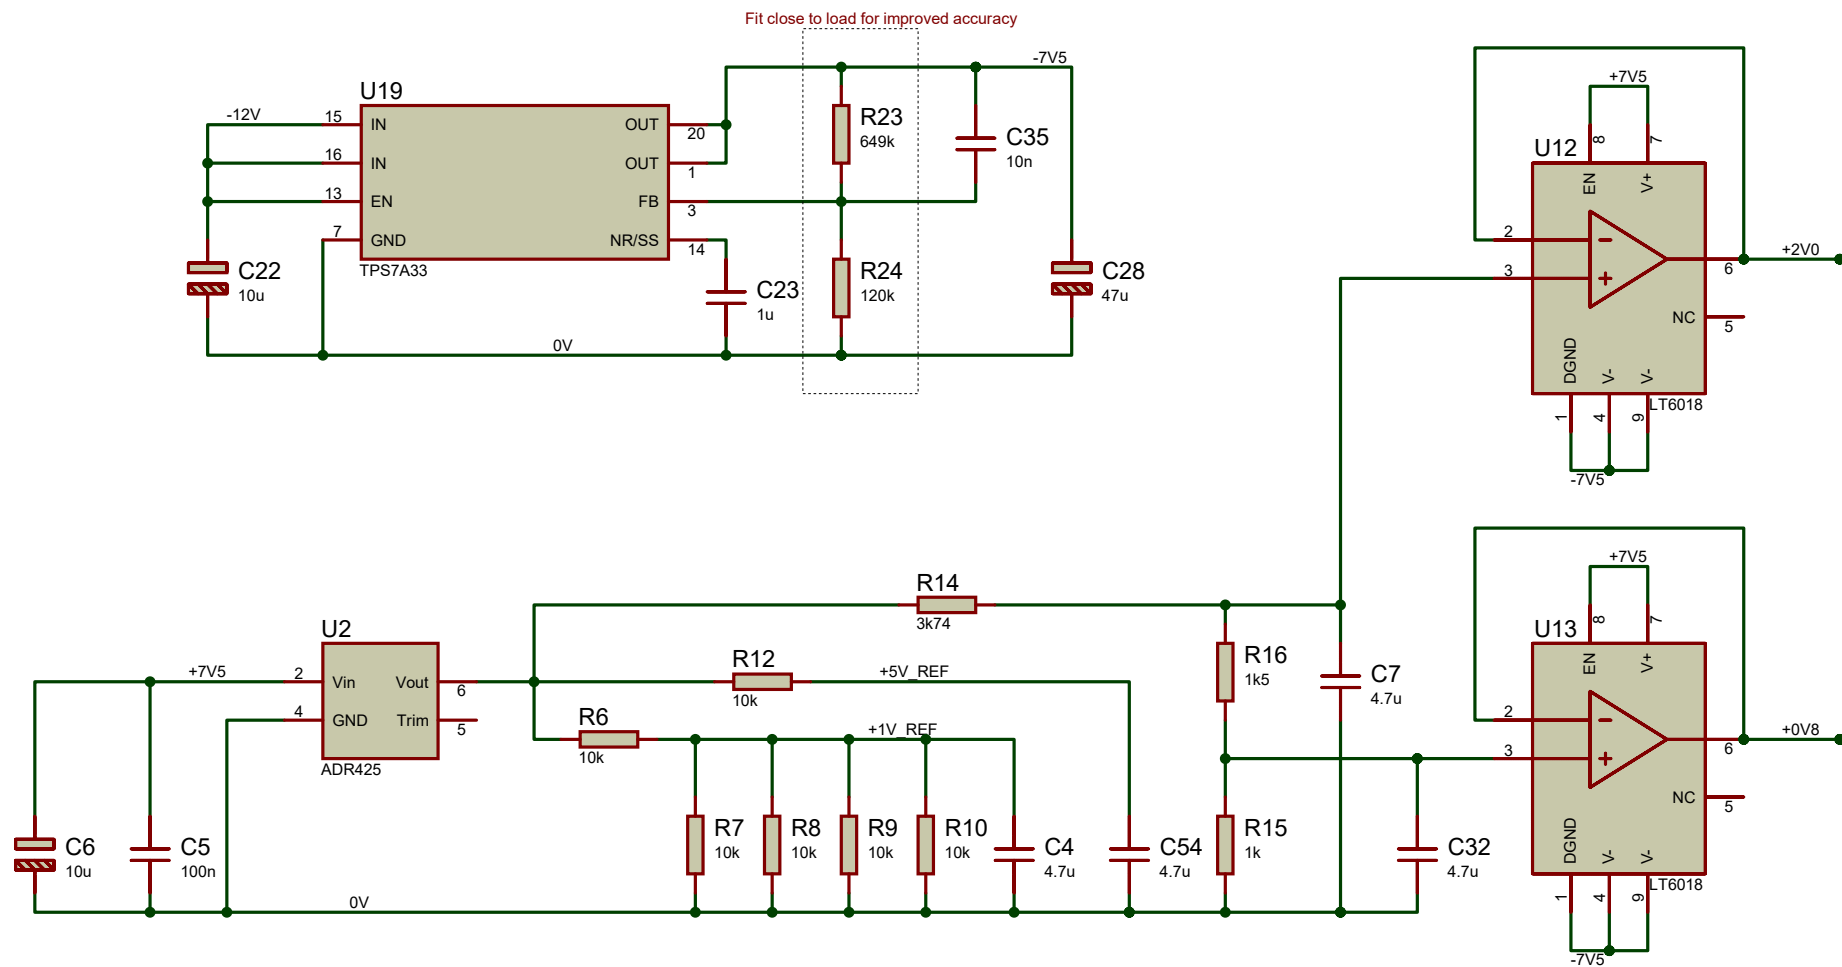 Fit close to load for improved accuracy
-7V5
U19
-12V
15
IN
OUT
20
16
IN
OUT
1
13
EN
FB
3
7
GND
NR/SS
14
TPS7A33
R23
649k
C35
10n
C22
10u
C23
1u
R24
120k
C28
47u
0V
+7V5
U12
8
7
EN
V+
2
3
6
+2V0
NC
5
DGND
V-
V-
LT6018
1
4
9
-7V5
U2
+7V5
2
Vin
Vout
6
4
GND
Trim
5
ADR425
R14
3k74
R12
10k
+5V_REF
R6
10k
+1V_REF
R16
1k5
C7
4.7u
C6
10u
C5
100n
R7
10k
R8
10k
R9
10k
R10
10k
C4
4.7u
C54
4.7u
R15
1k
C32
4.7u
0V
+7V5
U13
8
7
EN
V+
2
3
6
+0V8
NC
5
DGND
V-
V-
LT6018
1
4
9
-7V5